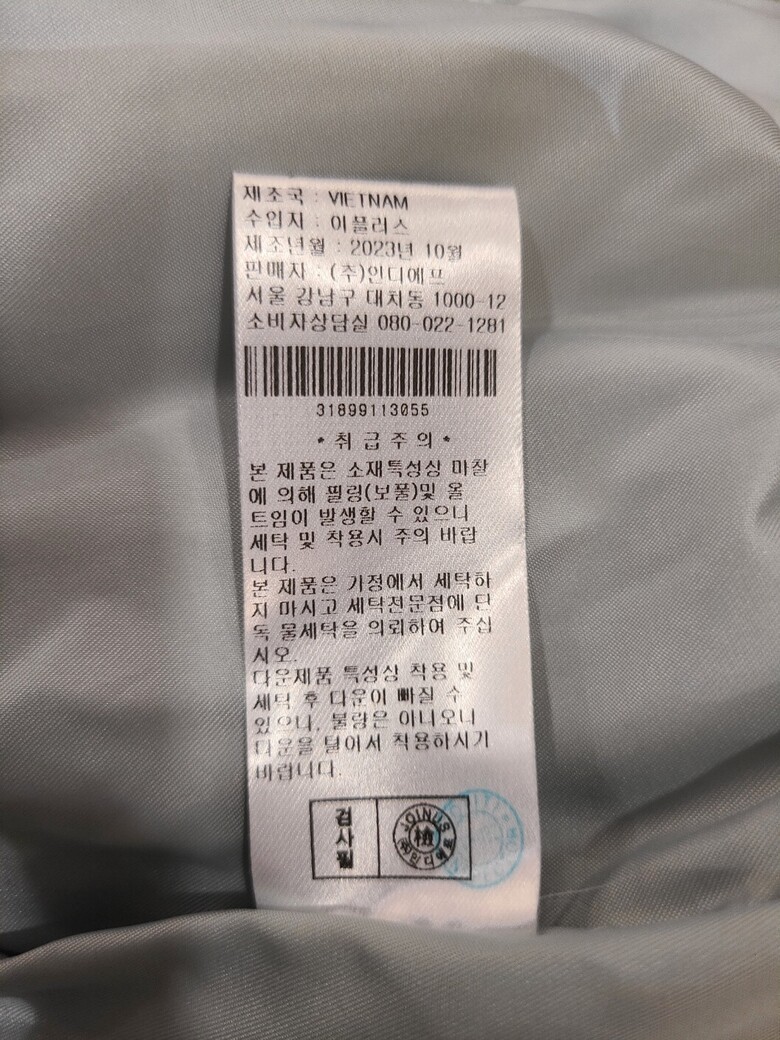 제조국 : VIETNAM
수입자 : 이플리스
제조년월 : 2023년 10월
판매자 : (주)인디에프
서울 강남구 대치동 1000-12
소비자상담실 080-022-1281
31899113055
*취급주의*
본 제품은 소재특성상 마찰
에 의해 필링(보풀)및 올
트임이 발생할 수 있으니
세탁 및 착용시 주의 바랍
니다.
본 제품은 가정에서 세탁하
지 마시고 세탁전문점에 단
독 물세탁을 의뢰하여 주십
시오.
다운제품 특성상 착용 및
세탁 후 다운이 빠질 수
있으나, 불량은 아니오니
다운을 털어서 착용하시기
바랍니다.
검사필
檢
(주)인디에프